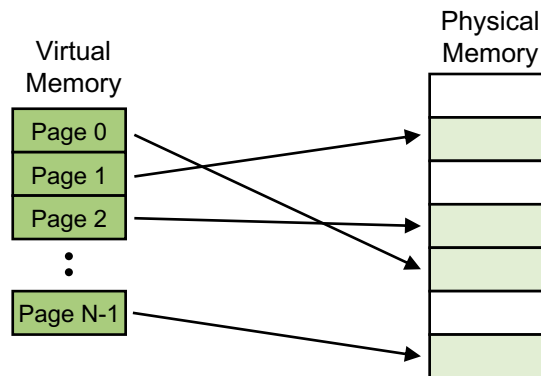 Virtual
Memory
Page 0
Page 1
Page 2
Page N-1
Physical
Memory